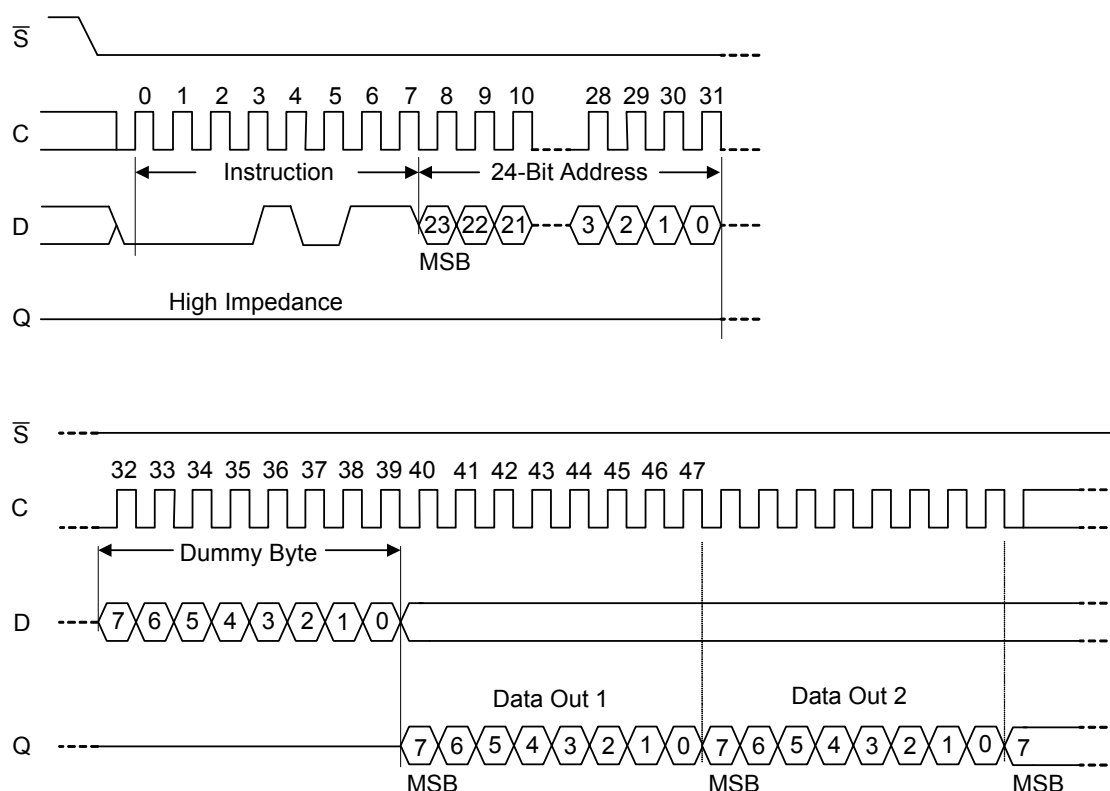 S
0 1 2 3 4 5 6 7 8 9 10 28 29 30 31
C
Instruction 24-Bit Address
D 23 22 21 3 2 1 0
MSB
High Impedance
Q
S
32 33 34 35 36 37 38 39 40 41 42 43 44 45 46 47
C
Dummy Byte
D 7 6 5 4 3 2 1 0
Data Out 1 Data Out 2
Q 7 6 5 4 3 2 1 0 7 6 5 4 3 2 1 0 7
MSB MSB MSB